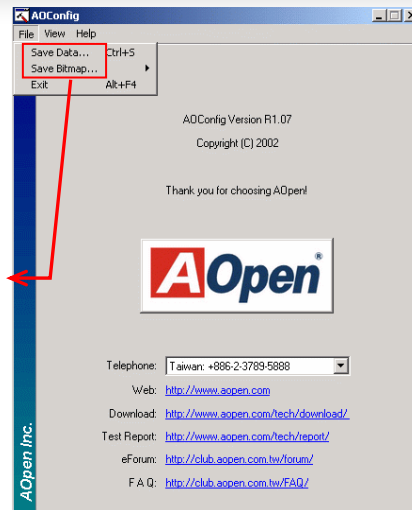 AOConfig
File View Help
Save Data... Ctrl+S
Save Bitmap...
Exit Alt+F4
AOConfig Version R1.07
Copyright (C) 2002
Thank you for choosing AOpen!
AOpen®
Telephone: Taiwan: +886-2-3789-5888
Web: http://www.aopen.com
Download: http://www.aopen.com/tech/download/
Test Report: http://www.aopen.com/tech/report/
eForum: http://club.aopen.com.tw/forum/
F A Q: http://club.aopen.com.tw/FAQ/
AOpen Inc.